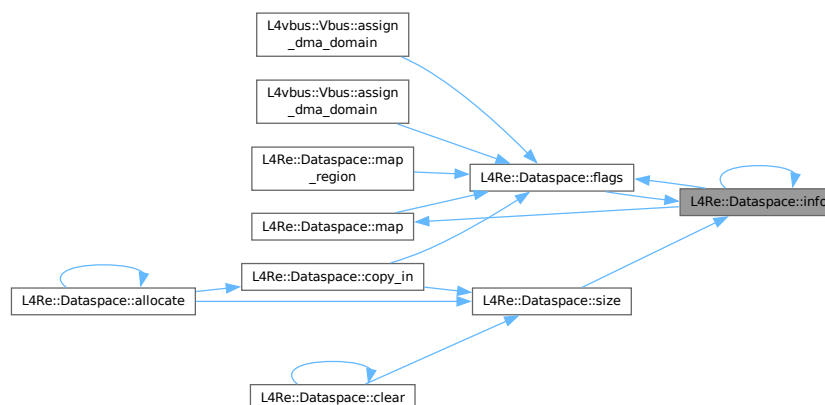 L4vbus::Vbus::assign
_dma_domain
L4vbus::Vbus::assign
_dma_domain
L4Re::Dataspace::map
_region
L4Re::Dataspace::flags
L4Re::Dataspace::info
L4Re::Dataspace::map
L4Re::Dataspace::copy_in
L4Re::Dataspace::allocate
L4Re::Dataspace::size
L4Re::Dataspace::clear